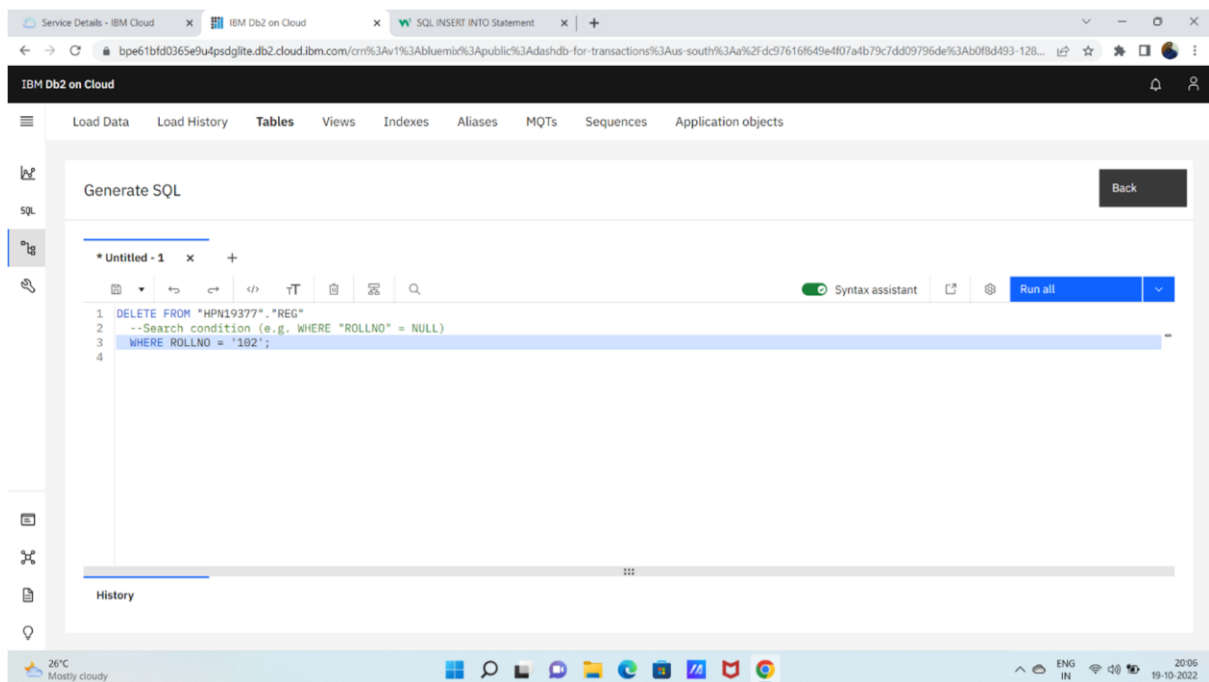 Service Details - IBM Cloud
IBM Db2 on Cloud
SQL INSERT INTO Statement
bpe61bfd0365e9u4psdglite.db2.cloud.ibm.com/crn%3Av1%3Abluemix%3Apublic%3Adashdb-for-transactions%3Aus-south%3Aa%2Fdc97616f649e4f07a4b79c7dd09796de%3Ab0f8d493-128...
IBM Db2 on Cloud
Load Data Load History Tables Views Indexes Aliases MQTs Sequences Application objects
Generate SQL
Back
SQL
* Untitled - 1
Syntax assistant
Run all
1 DELETE FROM "HPN19377"."REG"
2 --Search condition (e.g. WHERE "ROLLNO" = NULL)
3 WHERE ROLLNO = '102';
4
History
26°C
Mostly cloudy
ENG
IN
20:06
19-10-2022